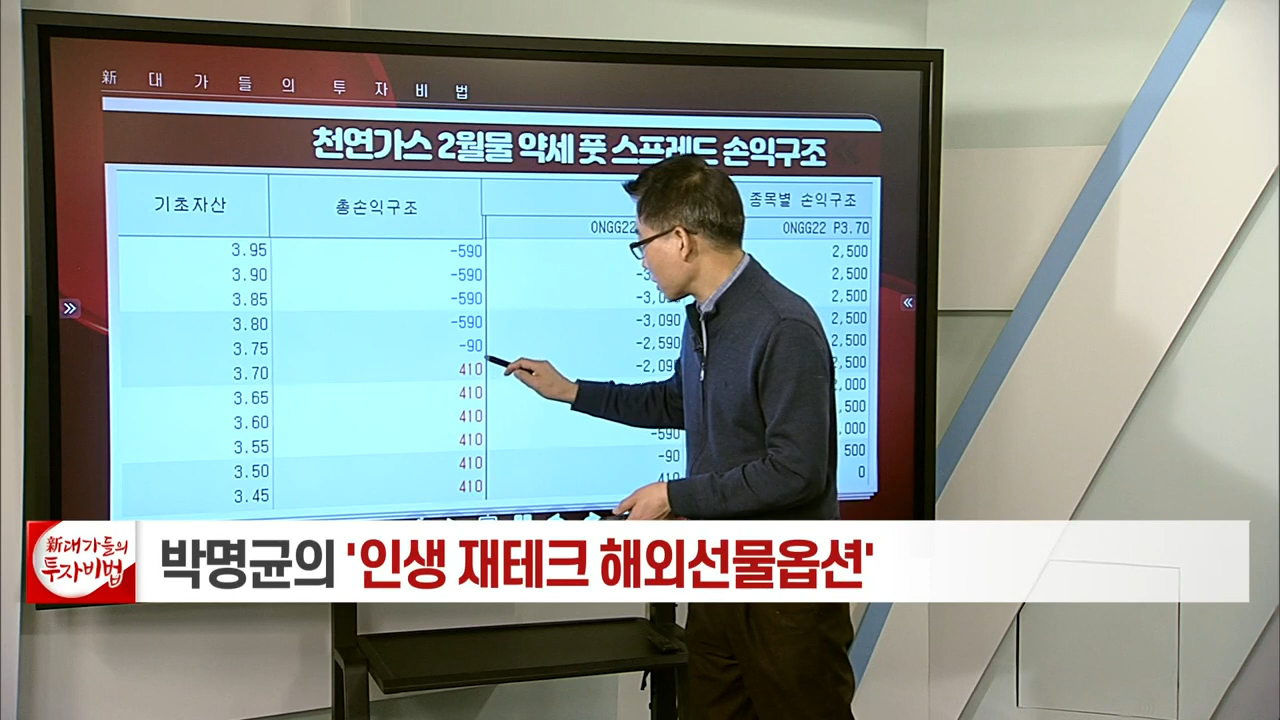 新 대 가 들 의 투 자 비 법
천연가스 2월물 약세 풋 스프레드 손익구조
기초자산 총손익구조 종목별 손익구조
ONGG22 ONGG22 P3.70
3.95 -590 2,500
3.90 -590 2,500
3.85 -590 2,500
3.80 -590 -3,090 2,500
3.75 -90 -2,590 2,500
3.70 410 2,500
3.65 410
3.60 410
3.55 410 -590
3.50 410 -90 500
3.45 410 0
新대가들의
투자비법
박명균의 '인생 재테크 해외선물옵션'